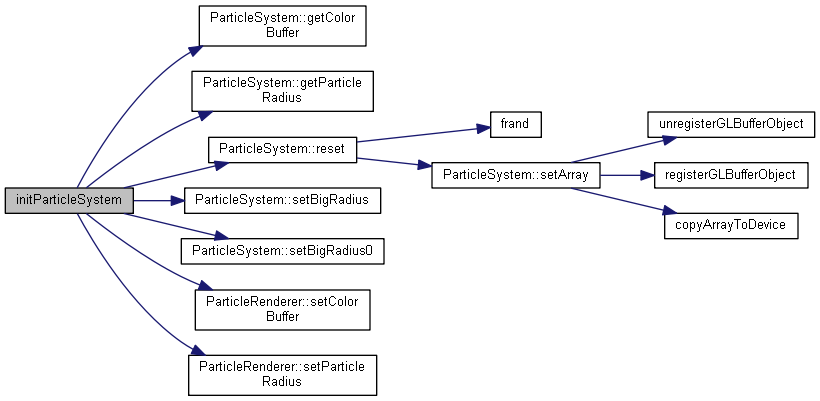 ParticleSystem::getColor
Buffer
ParticleSystem::getParticle
Radius
frand
unregisterGLBufferObject
ParticleSystem::reset
ParticleSystem::setArray
registerGLBufferObject
initParticleSystem
ParticleSystem::setBigRadius
copyArrayToDevice
ParticleSystem::setBigRadius0
ParticleRenderer::setColor
Buffer
ParticleRenderer::setParticle
Radius